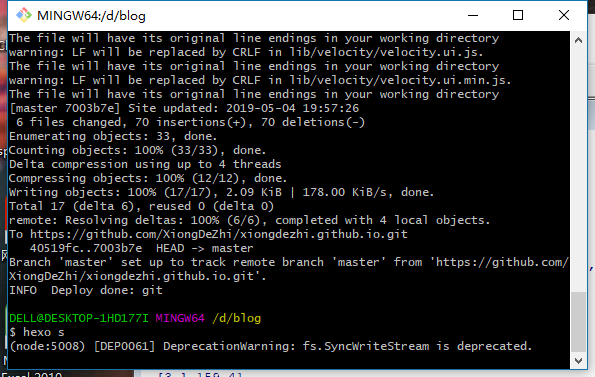 MINGW64:/d/blog
The file will have its original line endings in your working directory
warning: LF will be replaced by CRLF in lib/velocity/velocity.ui.js.
The file will have its original line endings in your working directory
warning: LF will be replaced by CRLF in lib/velocity/velocity.ui.min.js.
The file will have its original line endings in your working directory
[master 7003b7e] Site updated: 2019-05-04 19:57:26
 6 files changed, 70 insertions(+), 70 deletions(-)
Enumerating objects: 33, done.
Counting objects: 100% (33/33), done.
Delta compression using up to 4 threads
Compressing objects: 100% (12/12), done.
Writing objects: 100% (17/17), 2.09 KiB | 178.00 KiB/s, done.
Total 17 (delta 6), reused 0 (delta 0)
remote: Resolving deltas: 100% (6/6), completed with 4 local objects.
To https://github.com/XiongDeZhi/xiongdezhi.github.io.git
   40519fc..7003b7e  HEAD -> master
Branch 'master' set up to track remote branch 'master' from 'https://github.com/
XiongDeZhi/xiongdezhi.github.io.git'.
INFO  Deploy done: git
DELL@DESKTOP-1HD177I MINGW64 /d/blog
$ hexo s
(node:5008) [DEP0061] DeprecationWarning: fs.SyncWriteStream is deprecated.